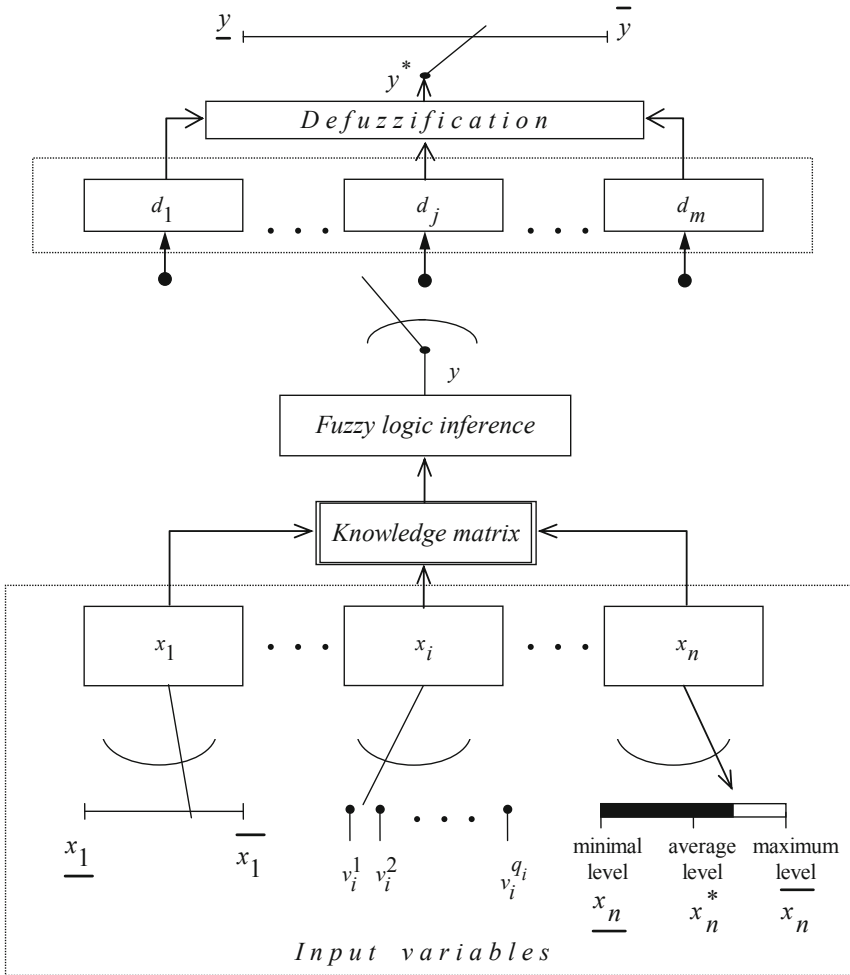 y y
y*
Defuzzification
d1 . . . dj . . . dm
y
Fuzzy logic inference
Knowledge matrix
x1 . . . xi . . . xn
x1 x1
vi1 vi2 . . . . viqi
minimal level average level maximum level
xn xn* xn
Input variables